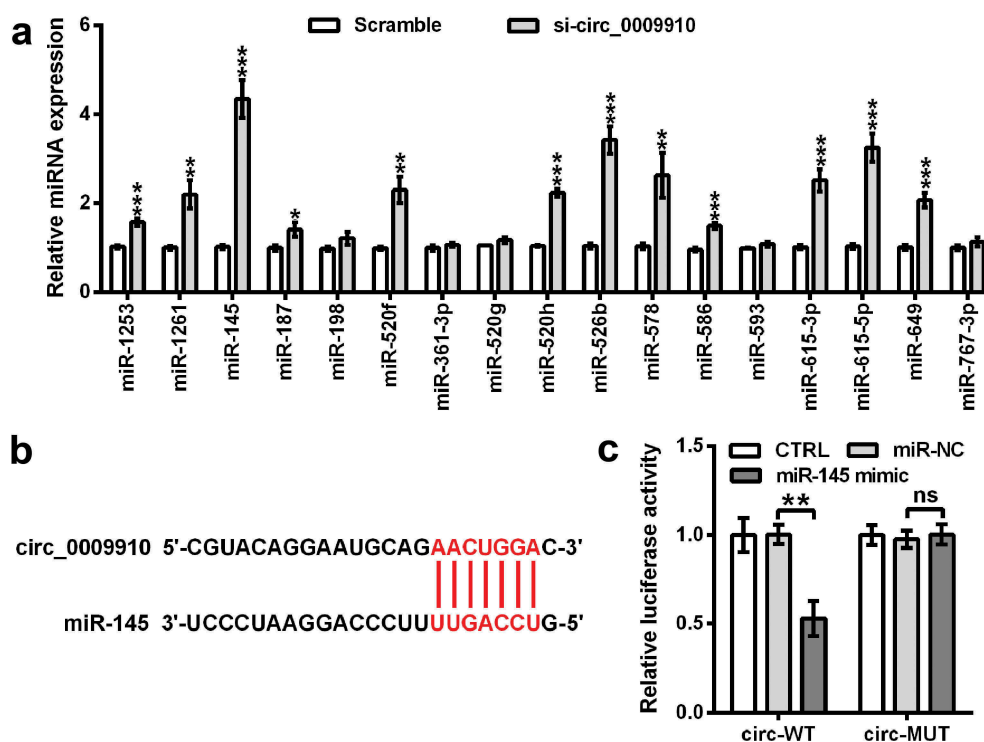 a
Scramble si-circ_0009910
Relative miRNA expression
6
4
2
0
*** ** *** * ** *** *** ** *** *** *** ***
miR-1253
miR-1261
miR-145
miR-187
miR-198
miR-520f
miR-361-3p
miR-520g
miR-520h
miR-526b
miR-578
miR-586
miR-593
miR-615-3p
miR-615-5p
miR-649
miR-767-3p
b
circ_0009910 5'-CGUACAGGAAUGCAGAACUGGAC-3'
miR-145 3'-UCCCUAAGGACCCUUUUGACCUG-5'
c
CTRL miR-NC
miR-145 mimic
Relative luciferase activity
1.5
1.0
0.5
0.0
** ns
circ-WT circ-MUT